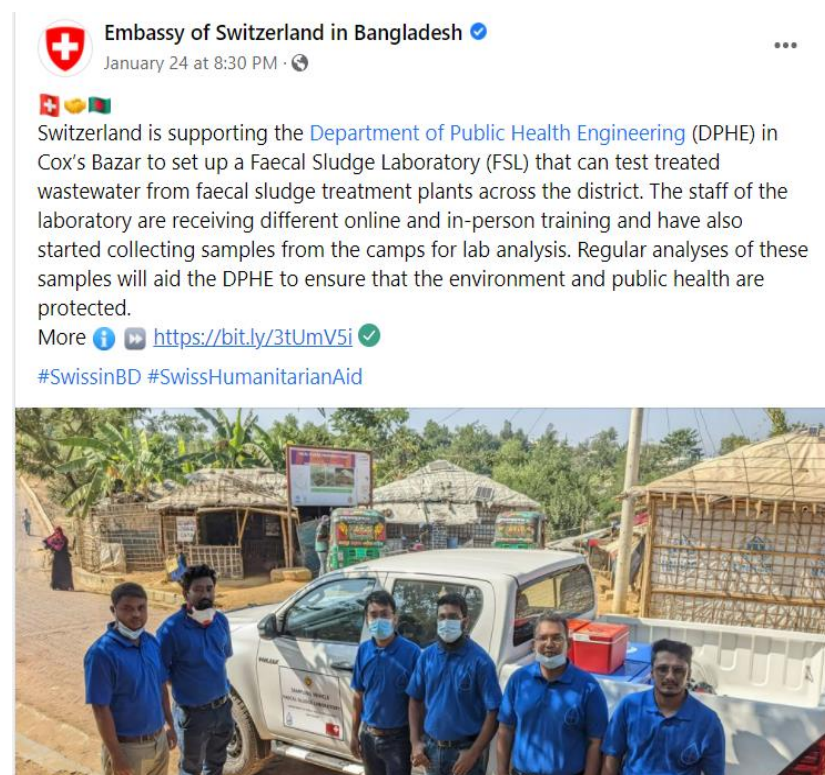 Embassy of Switzerland in Bangladesh
January 24 at 8:30 PM ·
Switzerland is supporting the Department of Public Health Engineering (DPHE) in
Cox's Bazar to set up a Faecal Sludge Laboratory (FSL) that can test treated
wastewater from faecal sludge treatment plants across the district. The staff of the
laboratory are receiving different online and in-person training and have also
started collecting samples from the camps for lab analysis. Regular analyses of these
samples will aid the DPHE to ensure that the environment and public health are
protected.
More https://bit.ly/3tUmV5i
#SwissinBD #SwissHumanitarianAid
VEHICLE
FAECAL SLUDGE LABORATORY